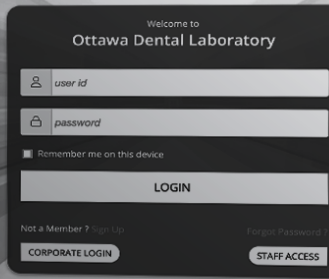 Welcome to
Ottawa Dental Laboratory
user id
password
Remember me on this device
LOGIN
Not a Member ? Sign Up
Forgot Password ?
CORPORATE LOGIN
STAFF ACCESS